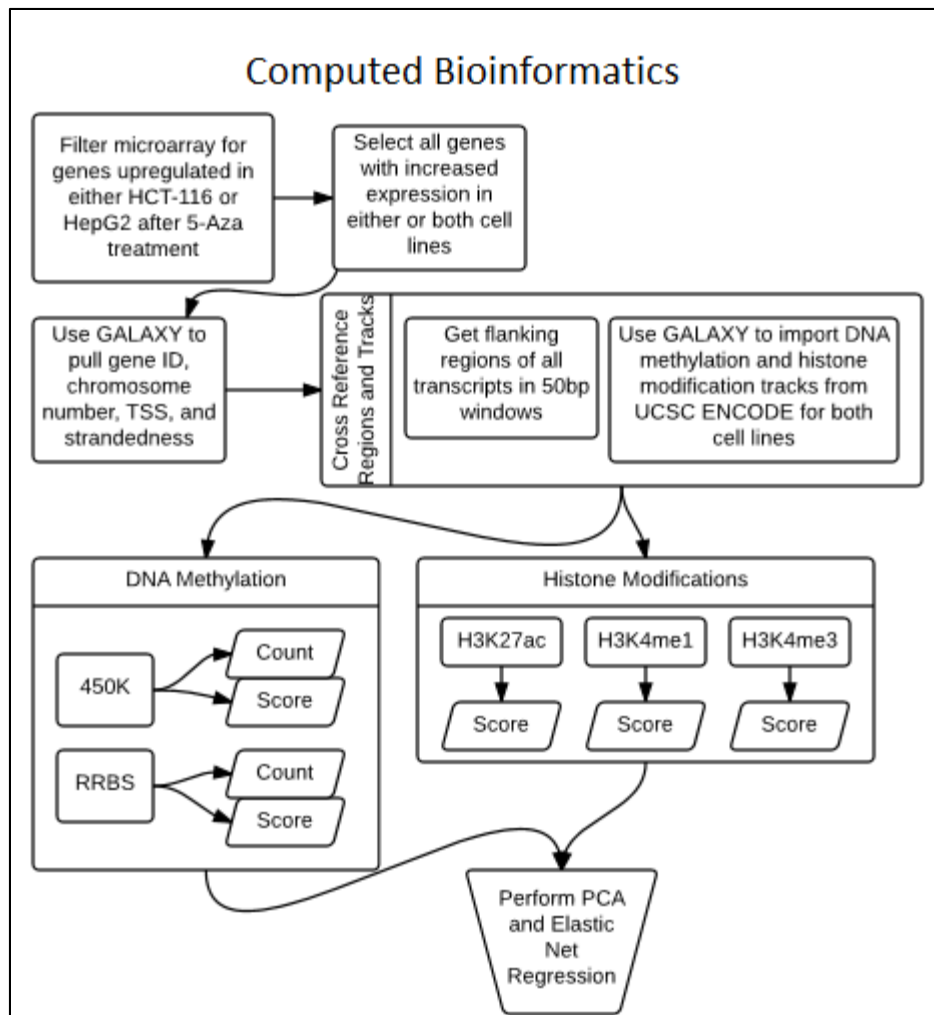 Computed Bioinformatics
Filter microarray for
genes upregulated in
either HCT-116 or
HepG2 after 5-Aza
treatment
Select all genes
with increased
expression in
either or both cell
lines
Use GALAXY to
pull gene ID,
chromosome
number, TSS, and
strandedness
Cross Reference
Regions and Tracks
Get flanking
regions of all
transcripts in 50bp
windows
Use GALAXY to import DNA
methylation and histone
modification tracks from
UCSC ENCODE for both
cell lines
DNA Methylation
450K
Count
Score
RRBS
Count
Score
Histone Modifications
H3K27ac
H3K4me1
H3K4me3
Score
Score
Score
Perform PCA
and Elastic
Net
Regression